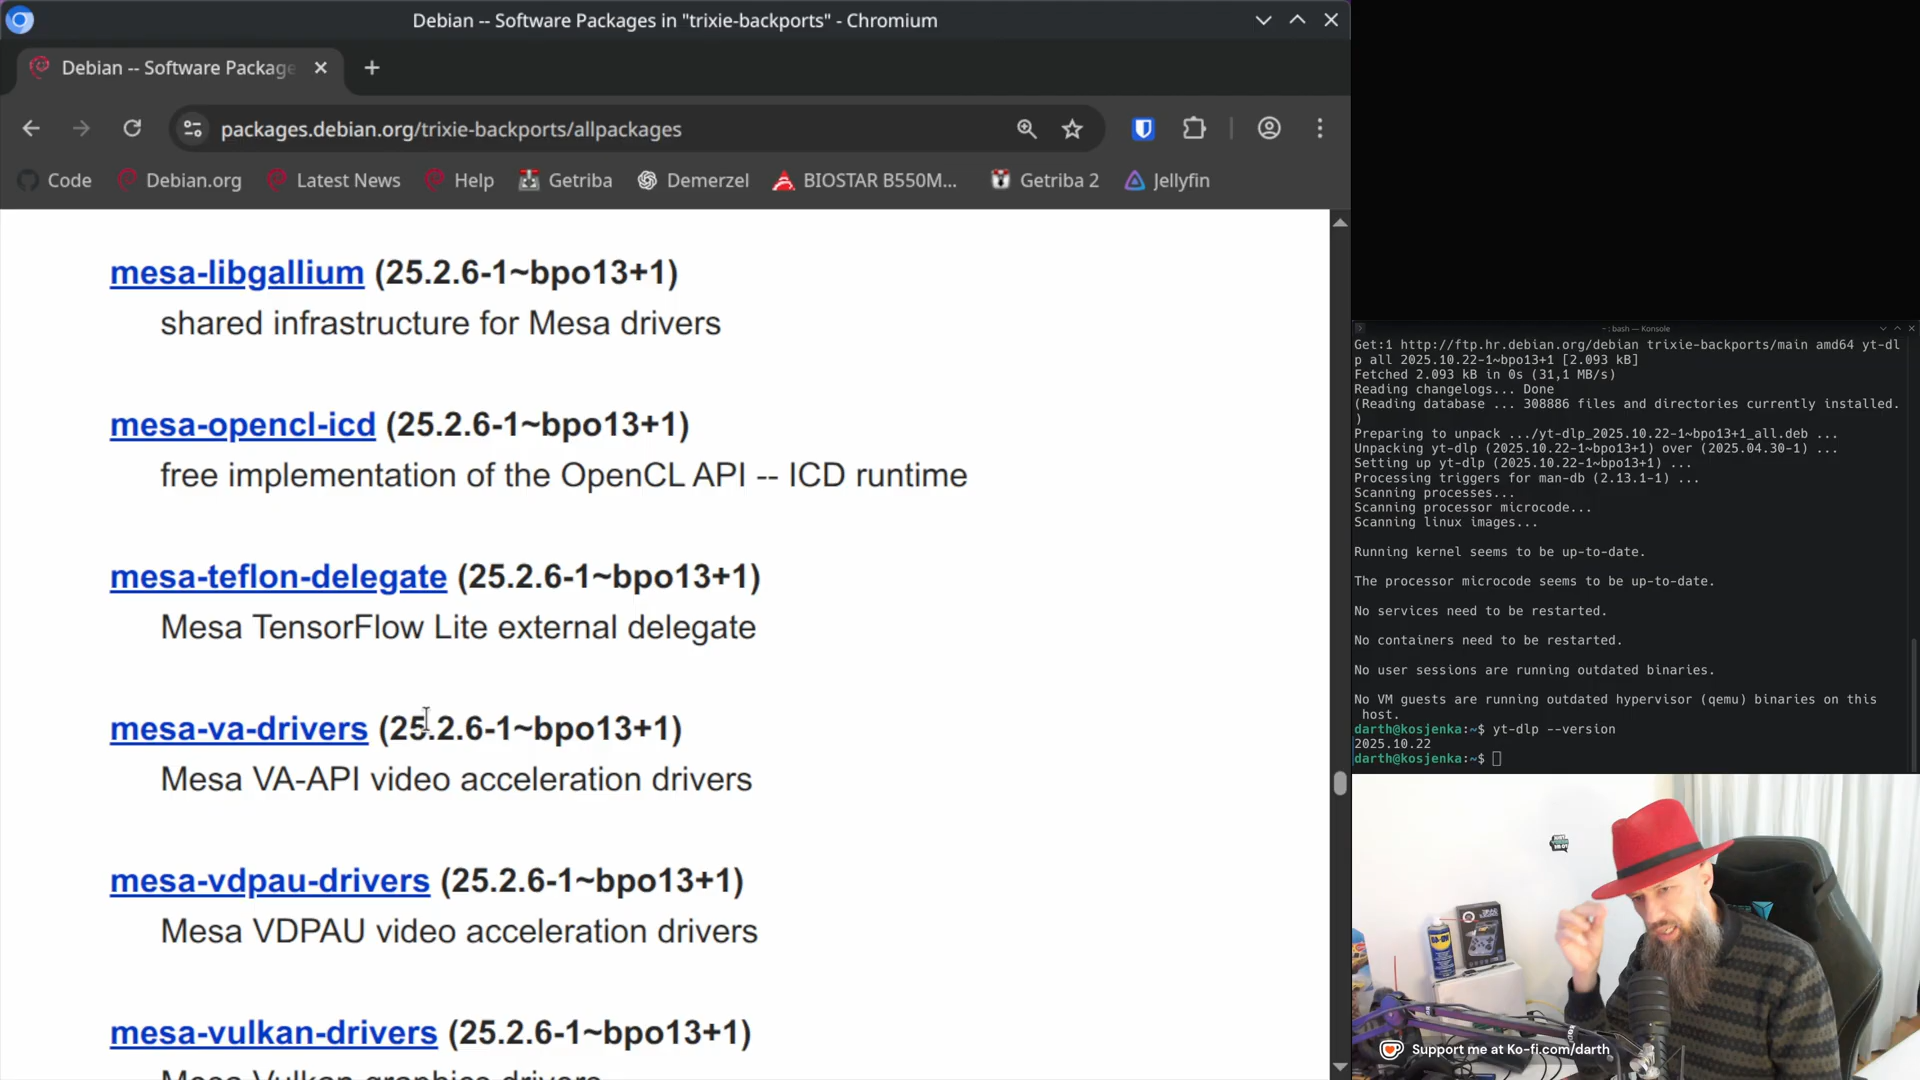 Debian -- Software Packages in "trixie-backports" - Chromium
Debian -- Software Package
packages.debian.org/trixie-backports/allpackages
Code
Debian.org
Latest News
Help
Getriba
Demerzel
BIOSTAR B550M...
Getriba 2
Jellyfin
mesa-libgallium (25.2.6-1~bpo13+1)
shared infrastructure for Mesa drivers
mesa-opencl-icd (25.2.6-1~bpo13+1)
free implementation of the OpenCL API -- ICD runtime
mesa-teflon-delegate (25.2.6-1~bpo13+1)
Mesa TensorFlow Lite external delegate
mesa-va-drivers (25.2.6-1~bpo13+1)
Mesa VA-API video acceleration drivers
mesa-vdpau-drivers (25.2.6-1~bpo13+1)
Mesa VDPAU video acceleration drivers
mesa-vulkan-drivers (25.2.6-1~bpo13+1)
Mesa Vulkan graphics drivers
~ : bash — Konsole
Get:1 http://ftp.hr.debian.org/debian trixie-backports/main amd64 yt-dl
p all 2025.10.22-1~bpo13+1 [2.093 kB]
Fetched 2.093 kB in 0s (31,1 MB/s)
Reading changelogs... Done
(Reading database ... 308886 files and directories currently installed.
)
Preparing to unpack .../yt-dlp_2025.10.22-1~bpo13+1_all.deb ...
Unpacking yt-dlp (2025.10.22-1~bpo13+1) over (2025.04.30-1) ...
Setting up yt-dlp (2025.10.22-1~bpo13+1) ...
Processing triggers for man-db (2.13.1-1) ...
Scanning processes...
Scanning processor microcode...
Scanning linux images...
Running kernel seems to be up-to-date.
The processor microcode seems to be up-to-date.
No services need to be restarted.
No containers need to be restarted.
No user sessions are running outdated binaries.
No VM guests are running outdated hypervisor (qemu) binaries on this
host.
darth@kosjenka:~$ yt-dlp --version
2025.10.22
darth@kosjenka:~$
Support me at Ko-fi.com/darth